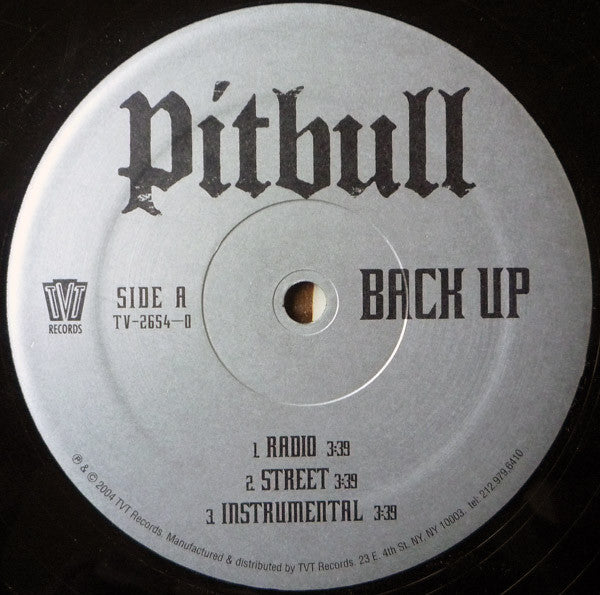 Pitbull
TVT
RECORDS
SIDE A
TV-2654-0
BACK UP
1. RADIO 3:39
2. STREET 3:39
3. INSTRUMENTAL 3:39
℗ & © 2004 TVT Records. Manufactured & distributed by TVT Records. 23 E. 4th St. NY, NY 10003. tel: 212.979.6410